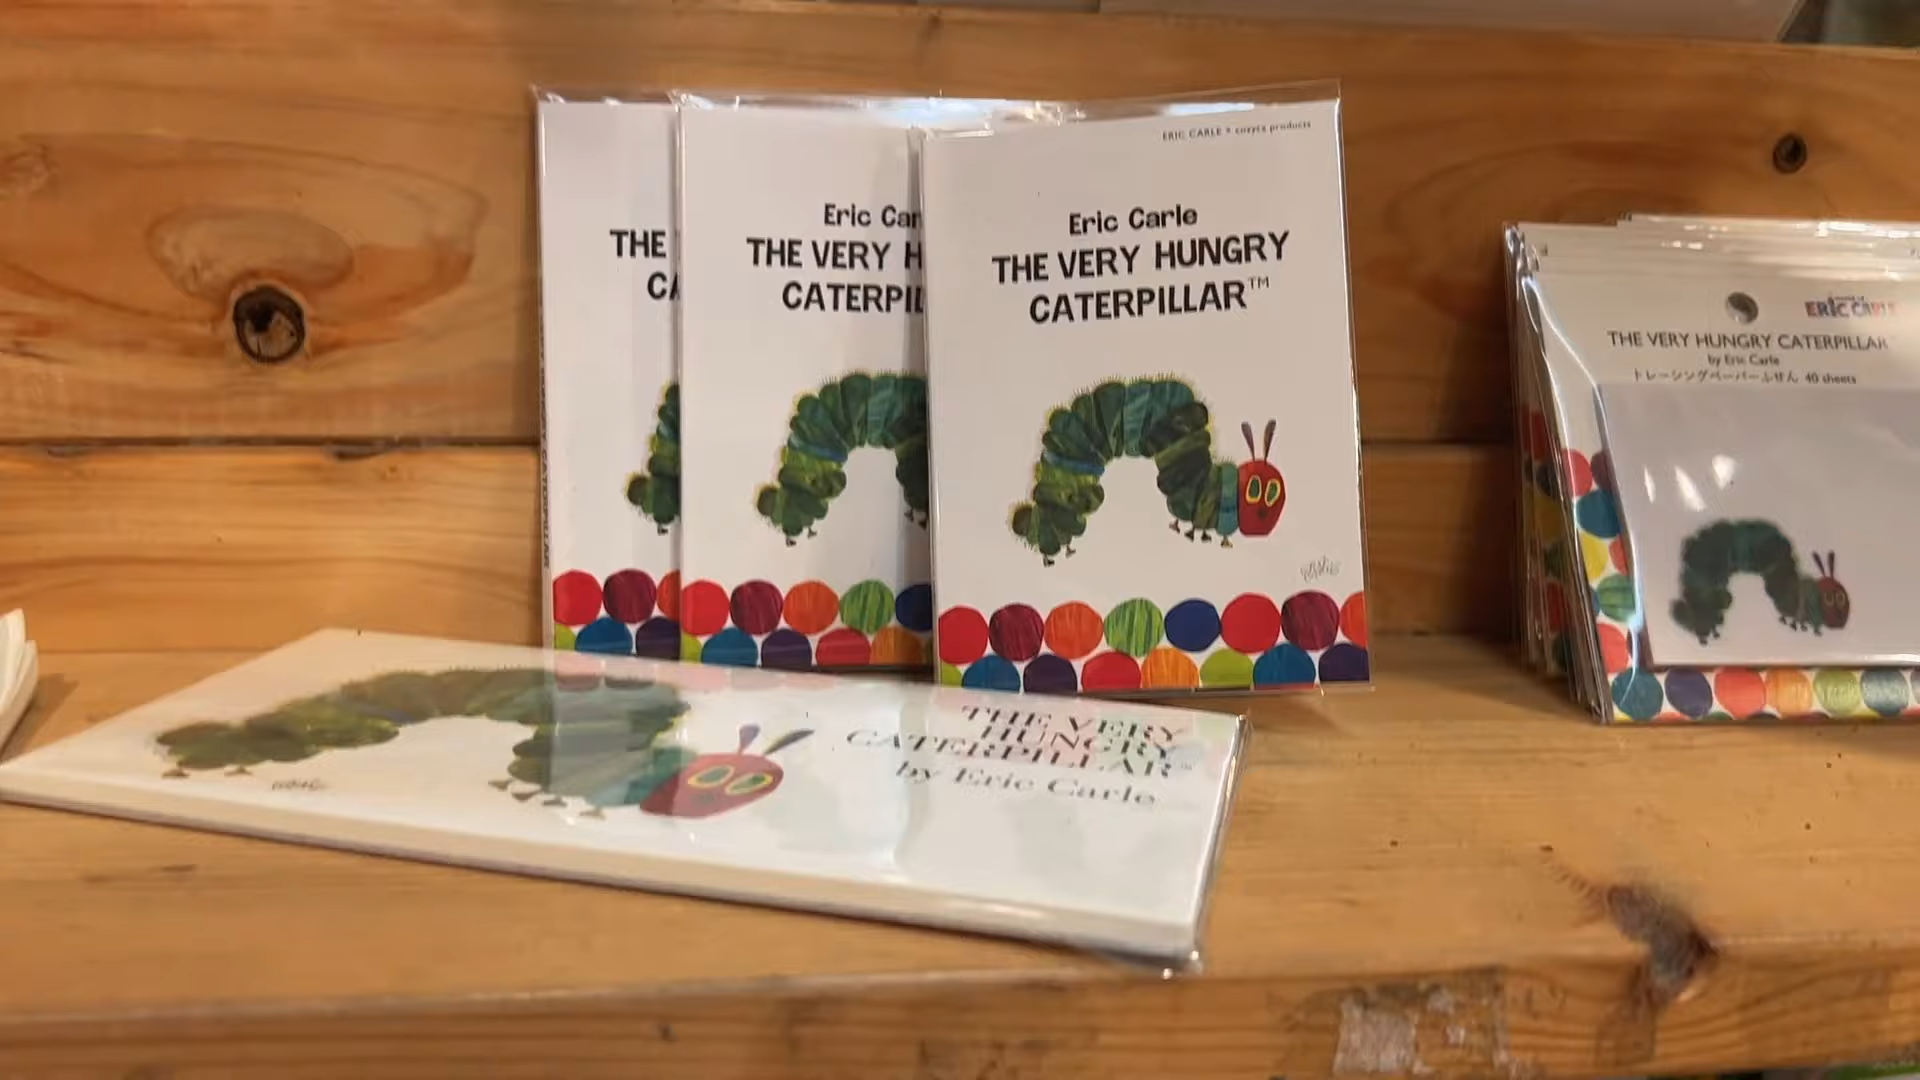 THE
CA
Eric Car
THE VERY H
CATERPIL
ERIC CARLE × cozyca products
Eric Carle
THE VERY HUNGRY
CATERPILLAR™
ERIC CARLE
THE VERY HUNGRY CATERPILLAR
by Eric Carle
トレーシングペーパーふせん 40 sheets
THE VERY
HUNGRY
CATERPILLAR™
by Eric Carle